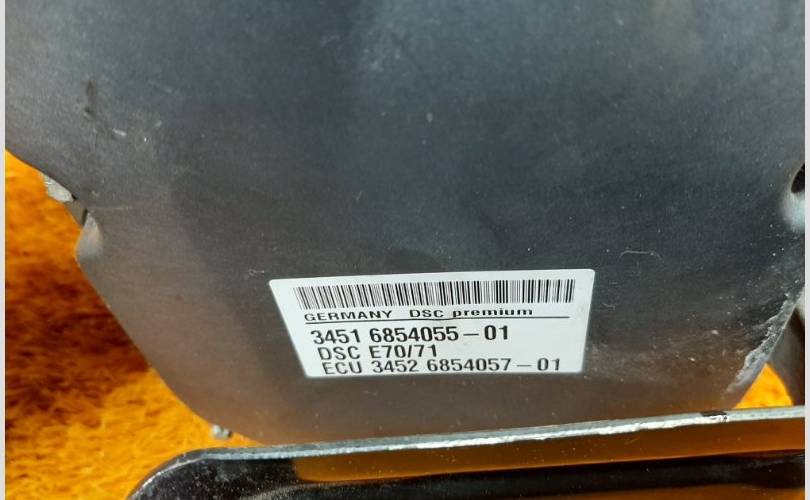 GERMANY DSC premium
3451 6854055-01
DSC E70/71
ECU 3452 6854057-01